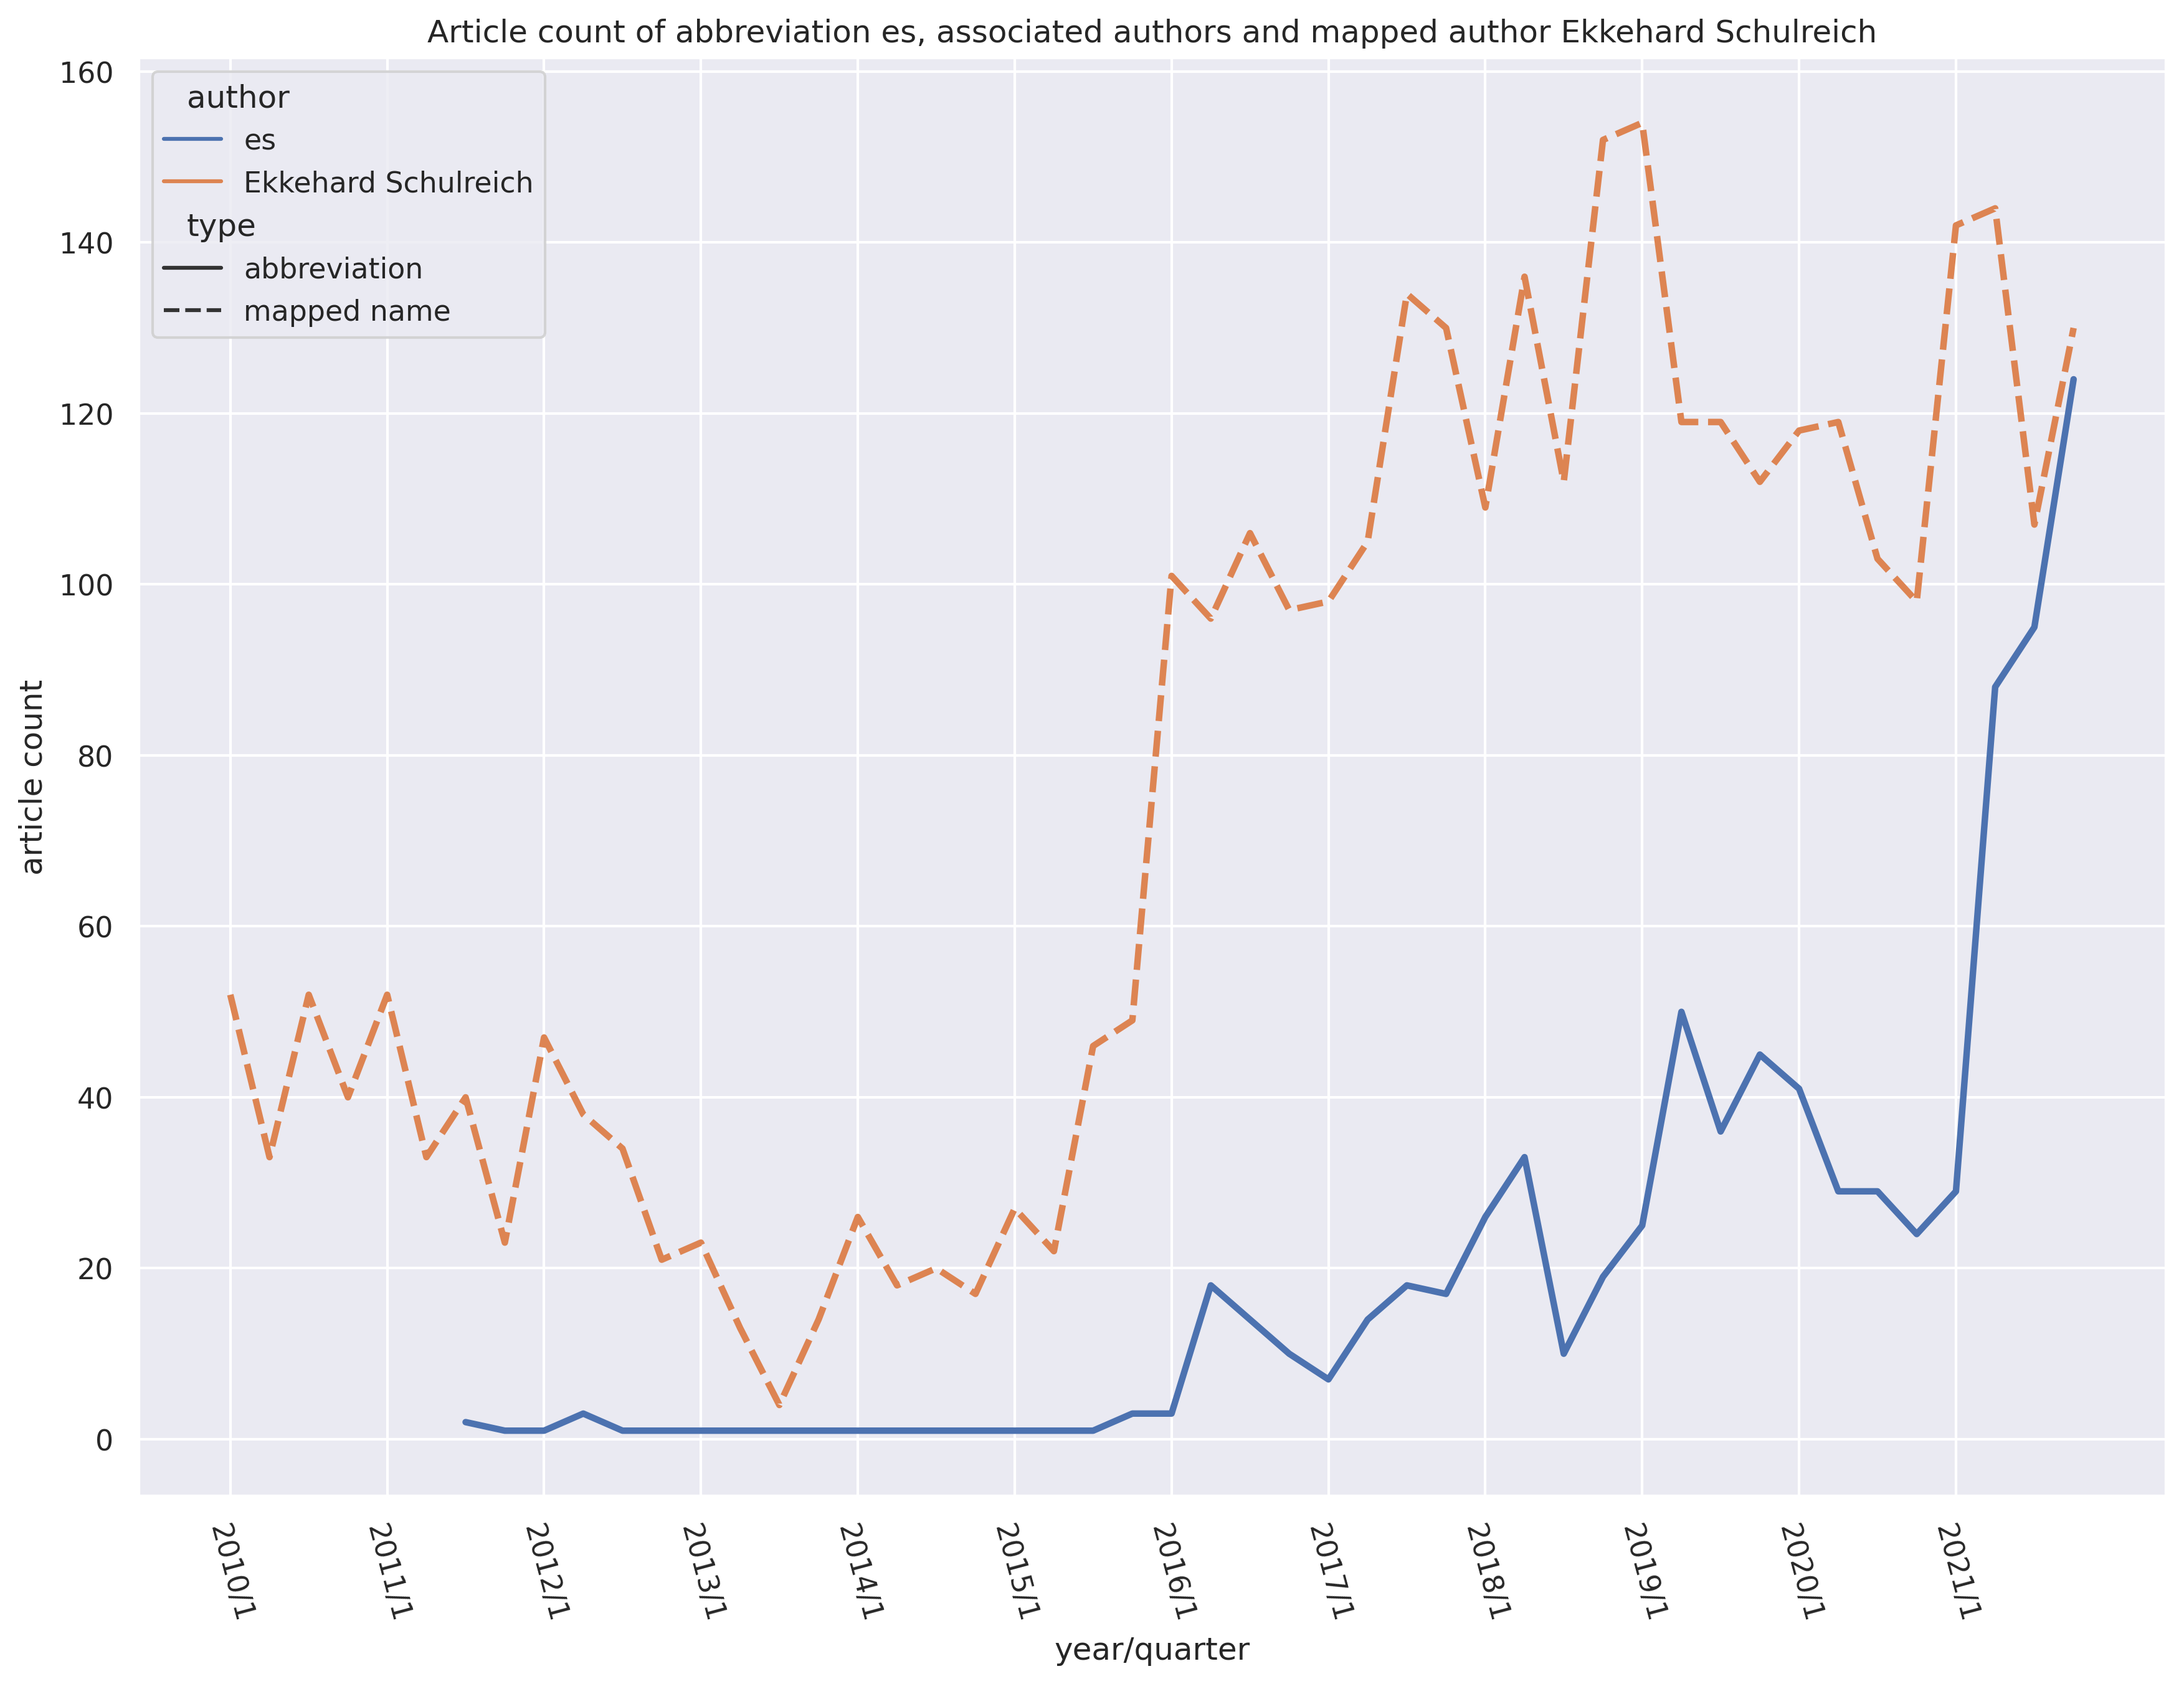 Article count of abbreviation es, associated authors and mapped author Ekkehard Schulreich
author
es
Ekkehard Schulreich
type
abbreviation
mapped name
article count
160
140
120
100
80
60
40
20
0
2010/1
2011/1
2012/1
2013/1
2014/1
2015/1
2016/1
2017/1
2018/1
2019/1
2020/1
2021/1
year/quarter